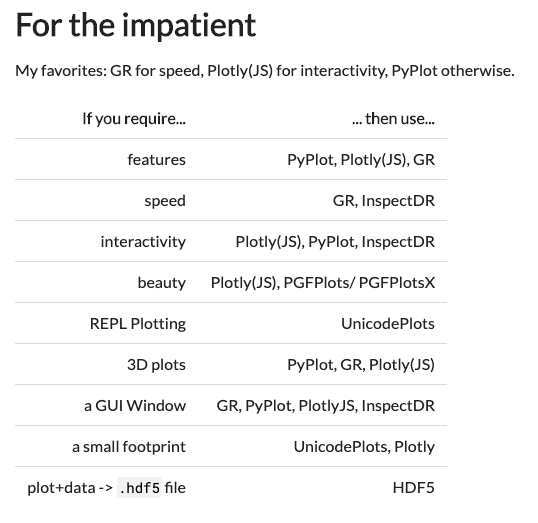 For the impatient
My favorites: GR for speed, Plotly(JS) for interactivity, PyPlot otherwise.
If you require... ... then use...
features PyPlot, Plotly(JS), GR
speed GR, InspectDR
interactivity Plotly(JS), PyPlot, InspectDR
beauty Plotly(JS), PGFPlots/ PGFPlotsX
REPL Plotting UnicodePlots
3D plots PyPlot, GR, Plotly(JS)
a GUI Window GR, PyPlot, PlotlyJS, InspectDR
a small footprint UnicodePlots, Plotly
plot+data -> .hdf5 file HDF5